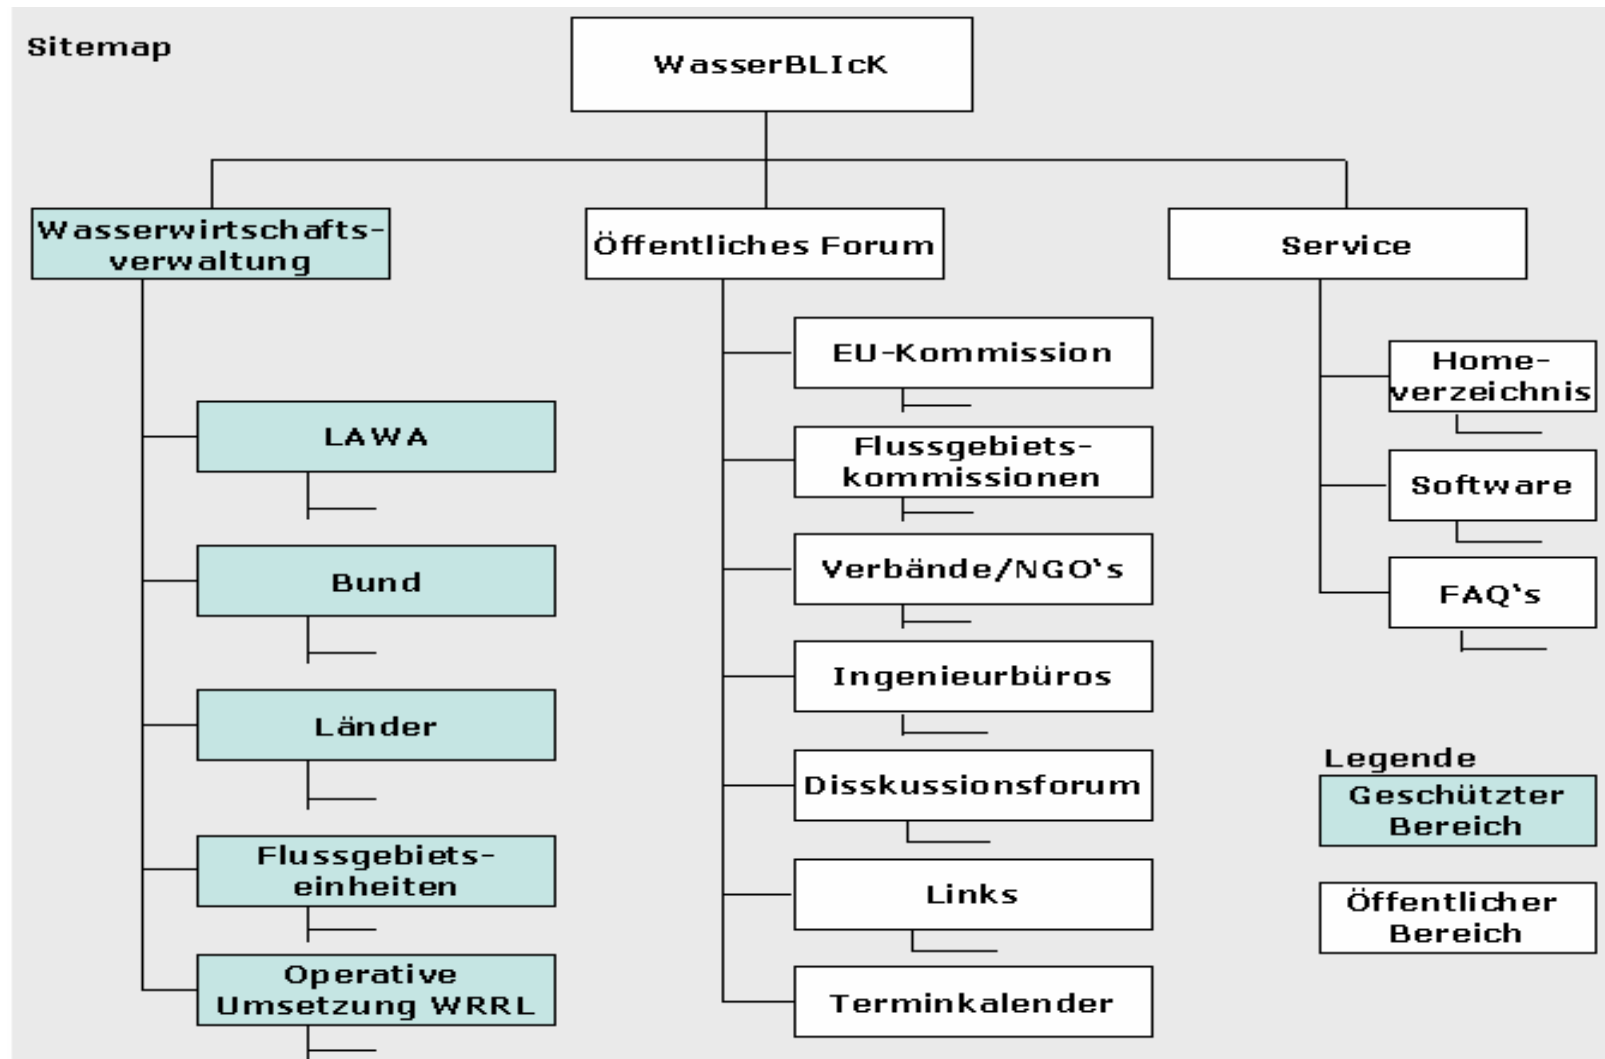 Sitemap
WasserBLIcK
Wasserwirtschafts-
verwaltung
LAWA
Bund
Länder
Flussgebiets-
einheiten
Operative
Umsetzung WRRL
Öffentliches Forum
EU-Kommission
Flussgebiets-
kommissionen
Verbände/NGO‘s
Ingenieurbüros
Disskussionsforum
Links
Terminkalender
Service
Home-
verzeichnis
Software
FAQ‘s
Legende
Geschützter
Bereich
Öffentlicher
Bereich